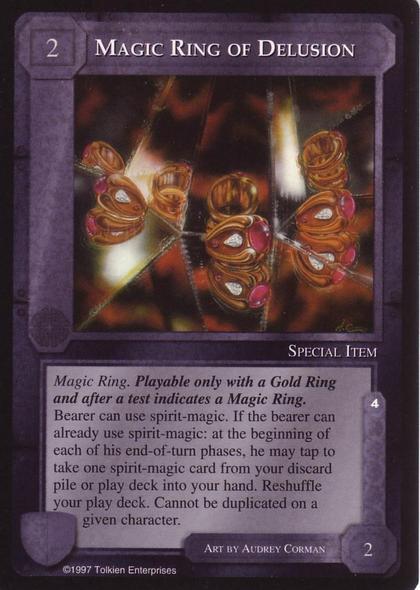 2
MAGIC RING OF DELUSION
SPECIAL ITEM
Magic Ring. Playable only with a Gold Ring
and after a test indicates a Magic Ring.
Bearer can use spirit-magic. If the bearer can
already use spirit-magic: at the beginning of
each of his end-of-turn phases, he may tap to
take one spirit-magic card from your discard
pile or play deck into your hand. Reshuffle
your play deck. Cannot be duplicated on a
given character.
4
ART BY AUDREY CORMAN
2
©1997 Tolkien Enterprises